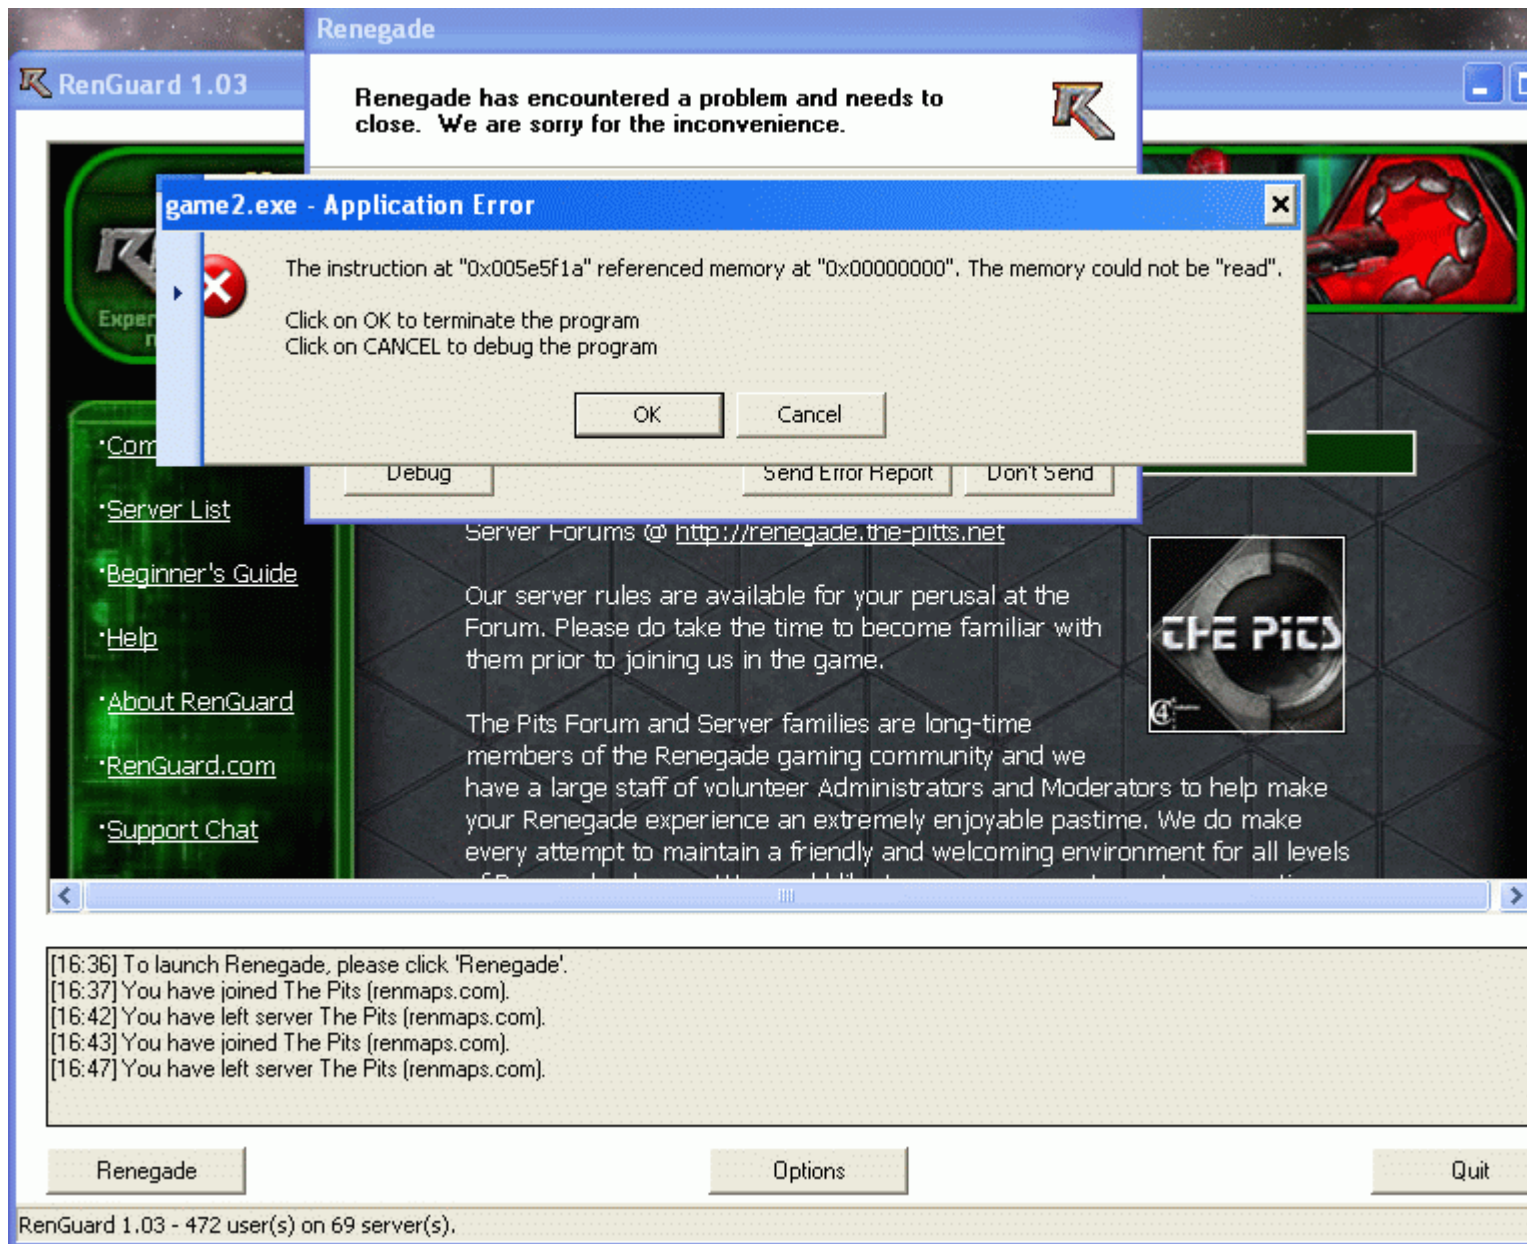 Renegade
RenGuard 1.03
Renegade has encountered a problem and needs to
close. We are sorry for the inconvenience.
game2.exe - Application Error
The instruction at "0x005e5f1a" referenced memory at "0x00000000". The memory could not be "read".
Click on OK to terminate the program
Click on CANCEL to debug the program
OK
Cancel
Debug
Send Error Report
Don't Send
·Com
·Server List
·Beginner's Guide
·Help
·About RenGuard
·RenGuard.com
·Support Chat
Server Forums @ http://renegade.the-pitts.net
Our server rules are available for your perusal at the
Forum. Please do take the time to become familiar with
them prior to joining us in the game.
THE PITS
The Pits Forum and Server families are long-time
members of the Renegade gaming community and we
have a large staff of volunteer Administrators and Moderators to help make
your Renegade experience an extremely enjoyable pastime. We do make
every attempt to maintain a friendly and welcoming environment for all levels
[16:36] To launch Renegade, please click 'Renegade'.
[16:37] You have joined The Pits (renmaps.com).
[16:42] You have left server The Pits (renmaps.com).
[16:43] You have joined The Pits (renmaps.com).
[16:47] You have left server The Pits (renmaps.com).
Renegade
Options
Quit
RenGuard 1.03 - 472 user(s) on 69 server(s).